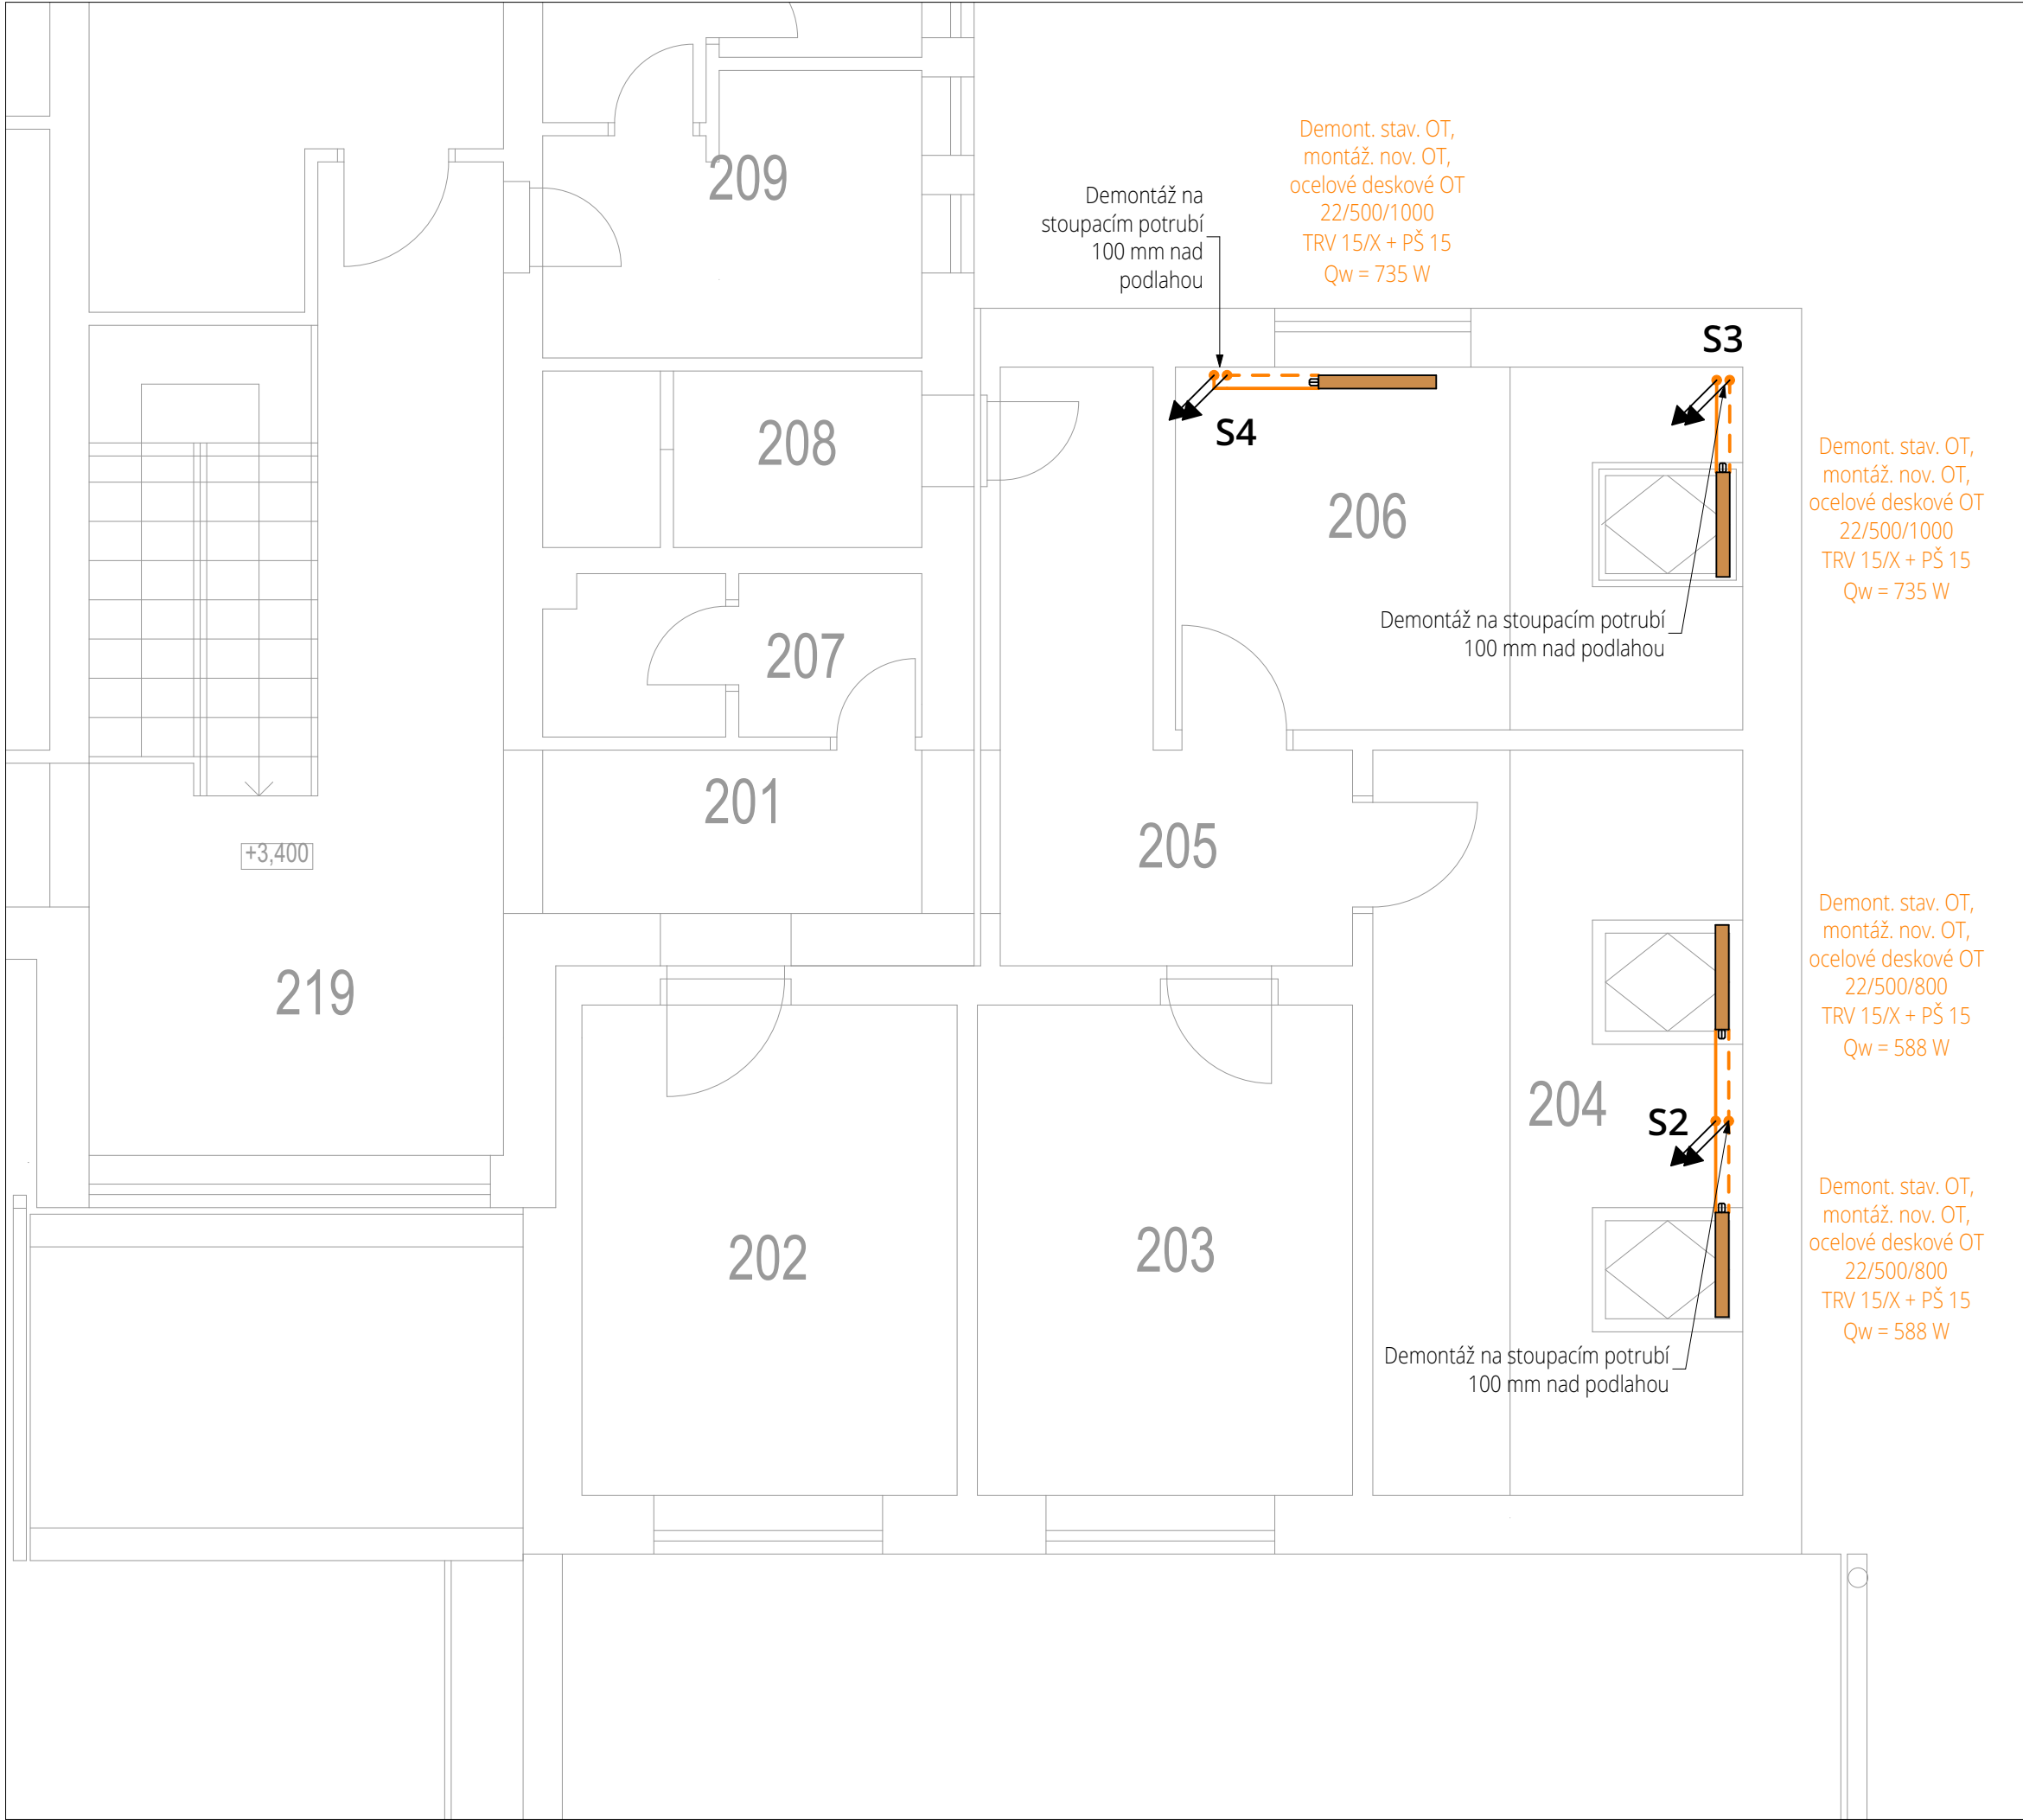 209
Demontáž na
stoupacím potrubí
100 mm nad
podlahou
Demont. stav. OT,
montáž. nov. OT,
ocelové deskové OT
22/500/1000
TRV 15/X + PŠ 15
Qw = 735 W
S3
S4
208
206
Demont. stav. OT,
montáž. nov. OT,
ocelové deskové OT
22/500/1000
TRV 15/X + PŠ 15
Qw = 735 W
Demontáž na stoupacím potrubí
100 mm nad podlahou
207
201
205
+3,400
219
204
S2
Demont. stav. OT,
montáž. nov. OT,
ocelové deskové OT
22/500/800
TRV 15/X + PŠ 15
Qw = 588 W
202
203
Demont. stav. OT,
montáž. nov. OT,
ocelové deskové OT
22/500/800
TRV 15/X + PŠ 15
Qw = 588 W
Demontáž na stoupacím potrubí
100 mm nad podlahou